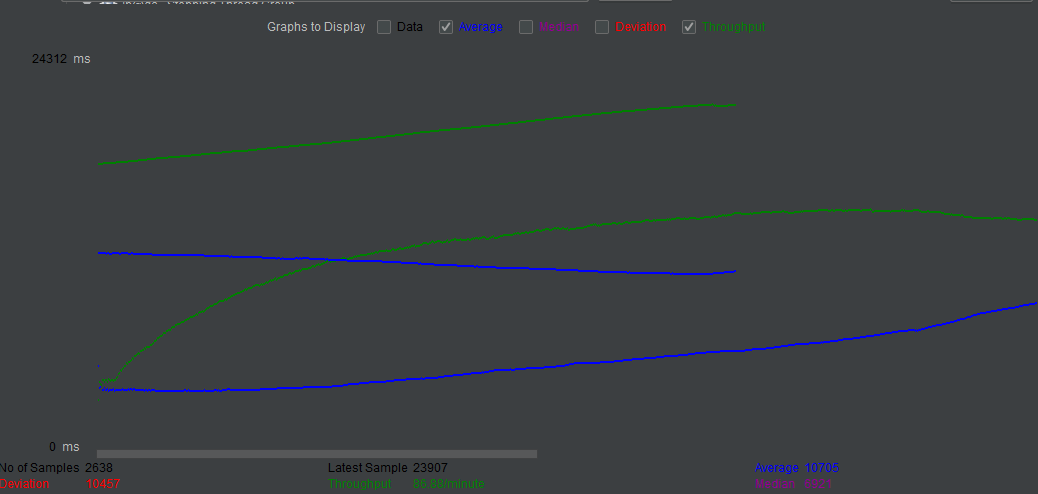 Graphs to Display Data Average Median Deviation Throughput
24312 ms
0 ms
No of Samples 2638 Latest Sample 23907 Average 10705
Deviation 10457 Throughput 86.88/minute Median